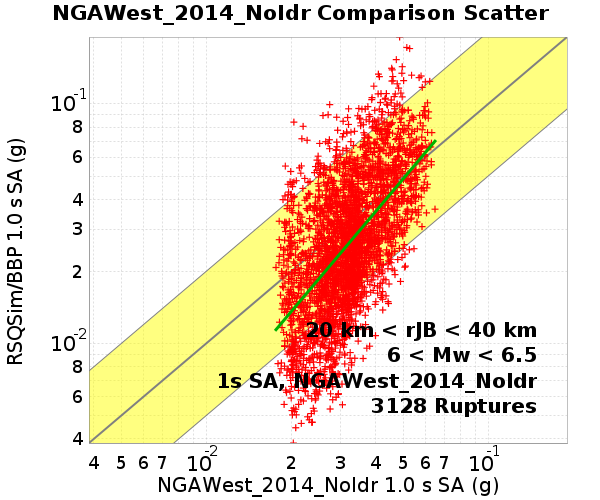 NGAWest_2014_NoIdr Comparison Scatter
RSQSim/BBP 1.0 s SA (g)
10-1
8
6
4
3
2
10-2
8
6
4
20 km < rJB < 40 km
6 < Mw < 6.5
1s SA, NGAWest_2014_NoIdr
3128 Ruptures
4 5 6 7 10-2 2 3 4 5 6 7 10-1
NGAWest_2014_NoIdr 1.0 s SA (g)